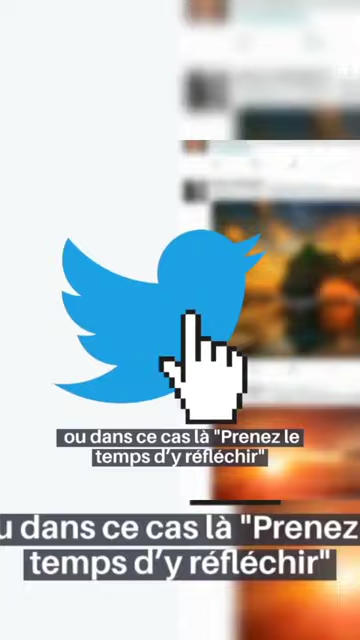 ou dans ce cas là "Prenez le
temps d’y réfléchir"
u dans ce cas là "Prenez
temps d’y réfléchir"